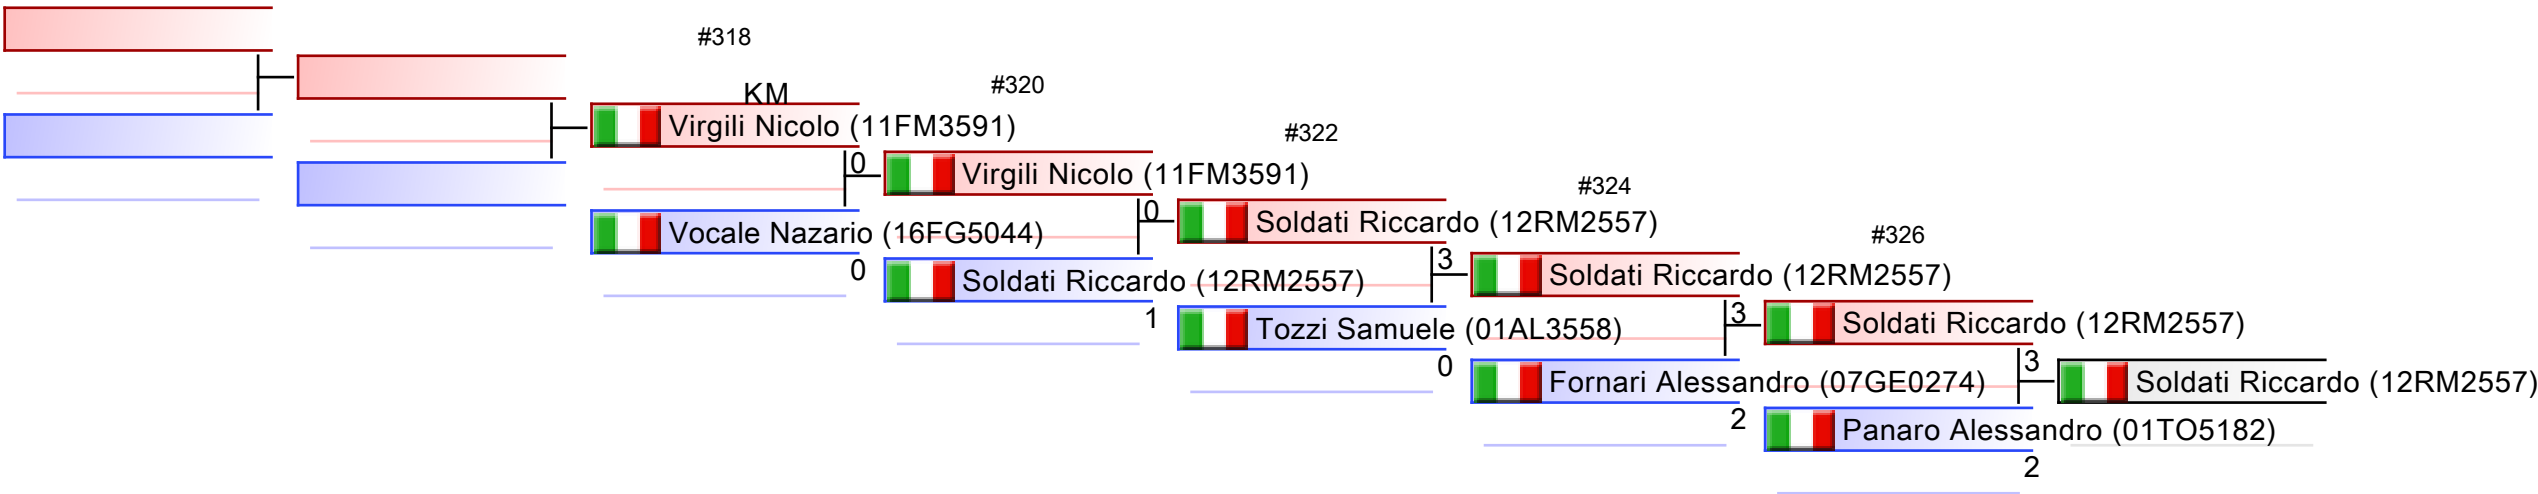 #318
KM
#320
Virgili Nicolo (11FM3591)
#322
0
Virgili Nicolo (11FM3591)
#324
Vocale Nazario (16FG5044)
0
Soldati Riccardo (12RM2557)
#326
0
Soldati Riccardo (12RM2557)
3
Soldati Riccardo (12RM2557)
1
Tozzi Samuele (01AL3558)
3
Soldati Riccardo (12RM2557)
0
Fornari Alessandro (07GE0274)
3
Soldati Riccardo (12RM2557)
2
Panaro Alessandro (01TO5182)
2